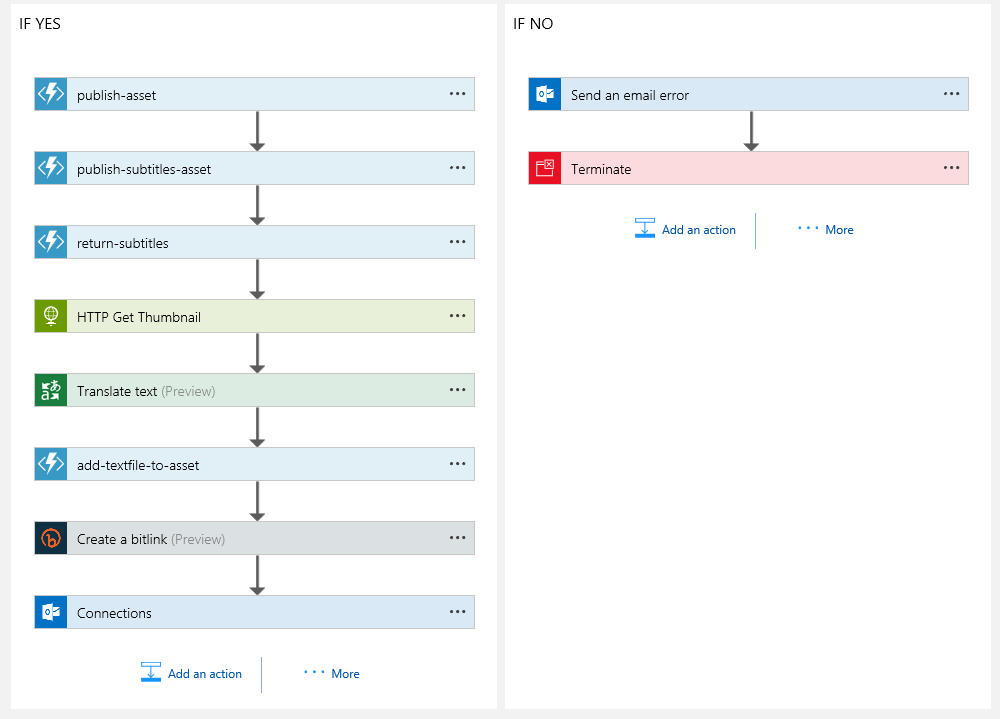 IF YES
publish-asset
publish-subtitles-asset
return-subtitles
HTTP Get Thumbnail
Translate text (Preview)
add-textfile-to-asset
Create a bitlink (Preview)
Connections
Add an action
More
IF NO
Send an email error
Terminate
Add an action
More